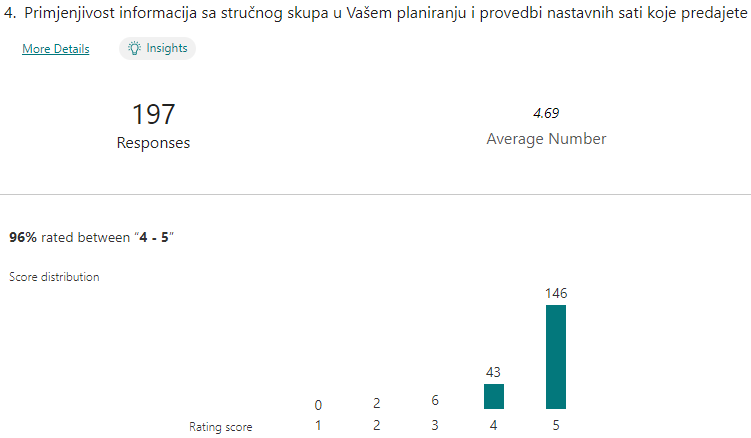 4. Primjenjivost informacija sa stručnog skupa u Vašem planiranju i provedbi nastavnih sati koje predajete
More Details
Insights
197
Responses
4.69
Average Number
96% rated between “4 - 5”
Score distribution
0 2 6 43 146
Rating score 1 2 3 4 5